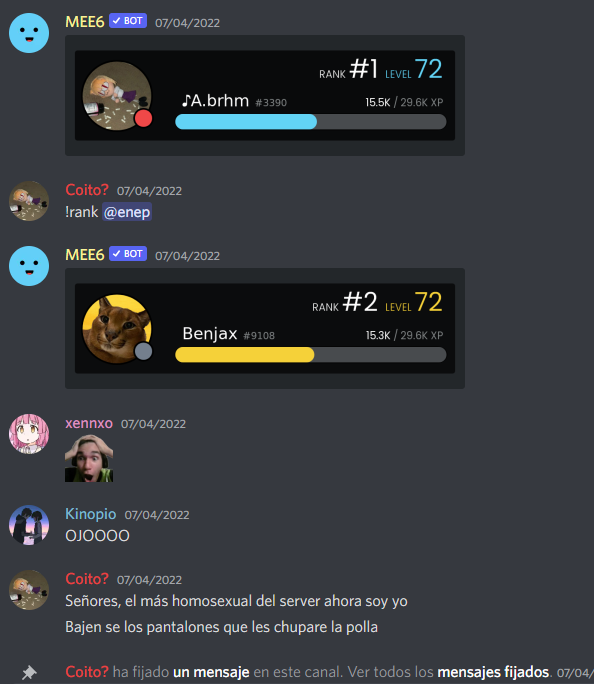 MEE6 BOT 07/04/2022
RANK #1 LEVEL 72
♪A.brhm #3390 15.5K / 29.6K XP
Coito? 07/04/2022
!rank @enep
MEE6 BOT 07/04/2022
RANK #2 LEVEL 72
Benjax #9108 15.3K / 29.6K XP
xennxo 07/04/2022
Kinopio 07/04/2022
OJOOOO
Coito? 07/04/2022
Señores, el más homosexual del server ahora soy yo
Bajen se los pantalones que les chupare la polla
Coito? ha fijado un mensaje en este canal. Ver todos los mensajes fijados. 07/04/